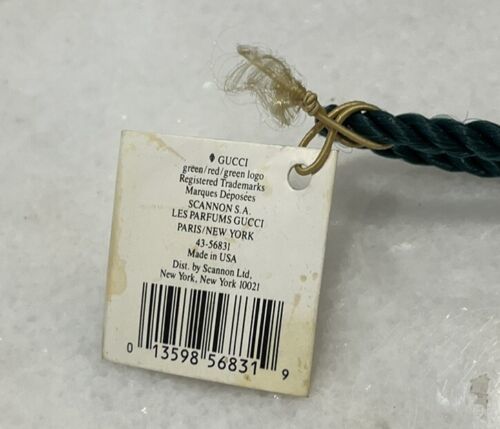 GUCCI
green/red/green logo
Registered Trademarks
Marques Déposées
SCANNON S.A.
LES PARFUMS GUCCI
PARIS/NEW YORK
43-56831
Made in USA
Dist. by Scannon Ltd,
New York, New York 10021
0 13598 56831 9